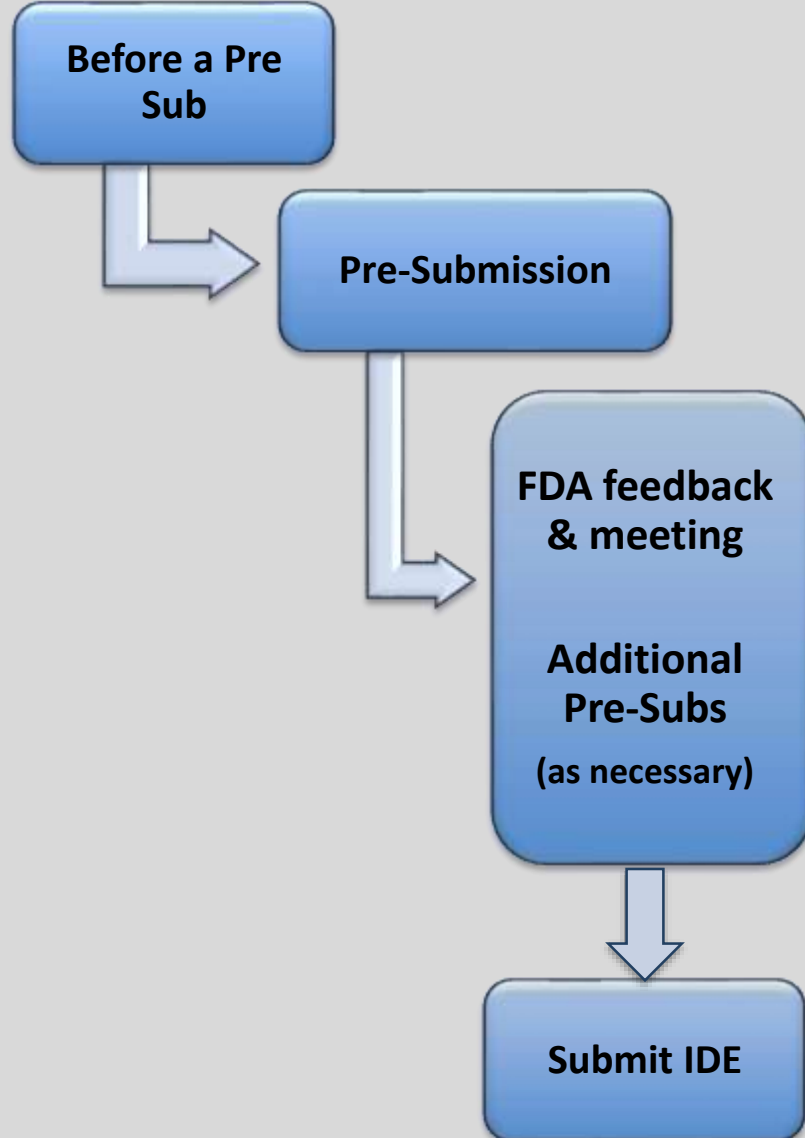 Before a Pre
Sub
Pre-Submission
FDA feedback
& meeting
Additional
Pre-Subs
(as necessary)
Submit IDE